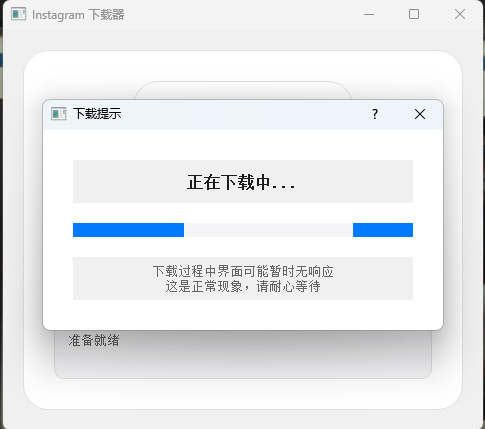 Instagram 下载器
下载提示
?
正在下载中...
下载过程中界面可能暂时无响应
这是正常现象，请耐心等待
准备就绪